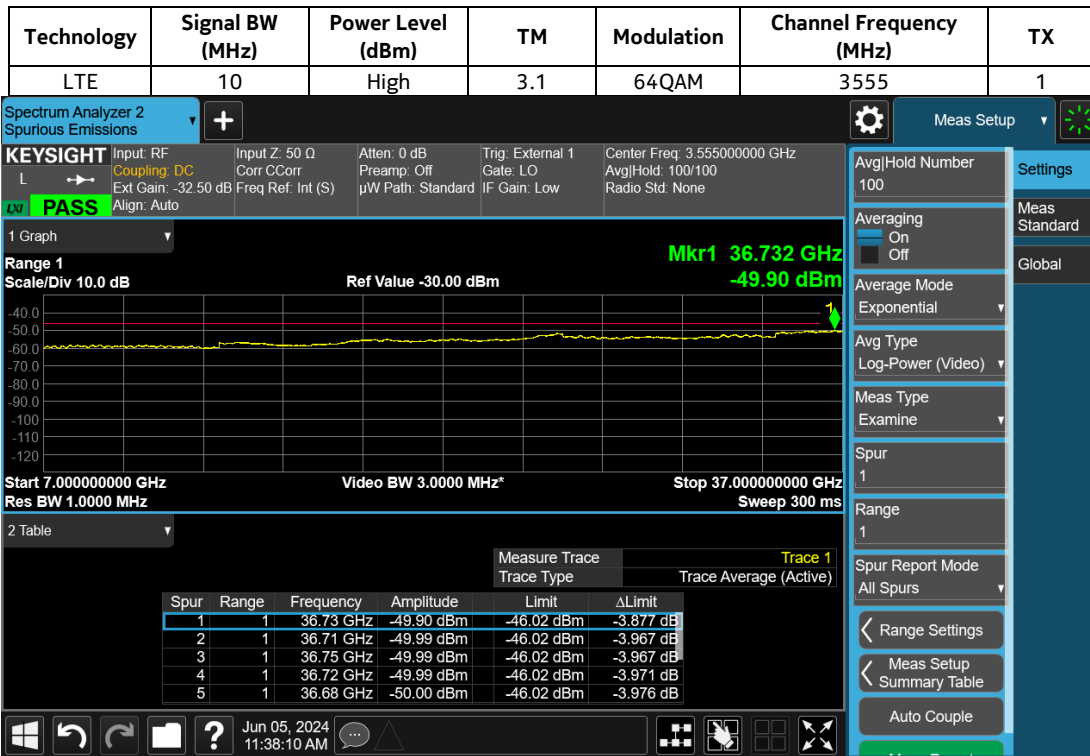 Technology Signal BW (MHz) Power Level (dBm) TM Modulation Channel Frequency (MHz) TX
LTE 10 High 3.1 64QAM 3555 1
Spectrum Analyzer 2
Spurious Emissions
Meas Setup
KEYSIGHT
L
LXI PASS
Input: RF
Coupling: DC
Ext Gain: -32.50 dB
Align: Auto
Input Z: 50 Ω
Corr CCorr
Freq Ref: Int (S)
Atten: 0 dB
Preamp: Off
µW Path: Standard
Trig: External 1
Gate: LO
IF Gain: Low
Center Freq: 3.555000000 GHz
Avg|Hold: 100/100
Radio Std: None
1 Graph
Range 1
Scale/Div 10.0 dB
Ref Value -30.00 dBm
Mkr1 36.732 GHz
-49.90 dBm
1
-40.0
-50.0
-60.0
-70.0
-80.0
-90.0
-100
-110
-120
Start 7.000000000 GHz Video BW 3.0000 MHz* Stop 37.000000000 GHz
Res BW 1.0000 MHz Sweep 300 ms
2 Table
Measure Trace Trace 1
Trace Type Trace Average (Active)
Spur Range Frequency Amplitude Limit ΔLimit
1 1 36.73 GHz -49.90 dBm -46.02 dBm -3.877 dB
2 1 36.71 GHz -49.99 dBm -46.02 dBm -3.967 dB
3 1 36.75 GHz -49.99 dBm -46.02 dBm -3.967 dB
4 1 36.72 GHz -49.99 dBm -46.02 dBm -3.971 dB
5 1 36.68 GHz -50.00 dBm -46.02 dBm -3.976 dB
Avg|Hold Number
100
Averaging
On
Off
Average Mode
Exponential
Avg Type
Log-Power (Video)
Meas Type
Examine
Spur
1
Range
1
Spur Report Mode
All Spurs
Range Settings
Meas Setup
Summary Table
Auto Couple
Settings
Meas
Standard
Global
?
Jun 05, 2024
11:38:10 AM